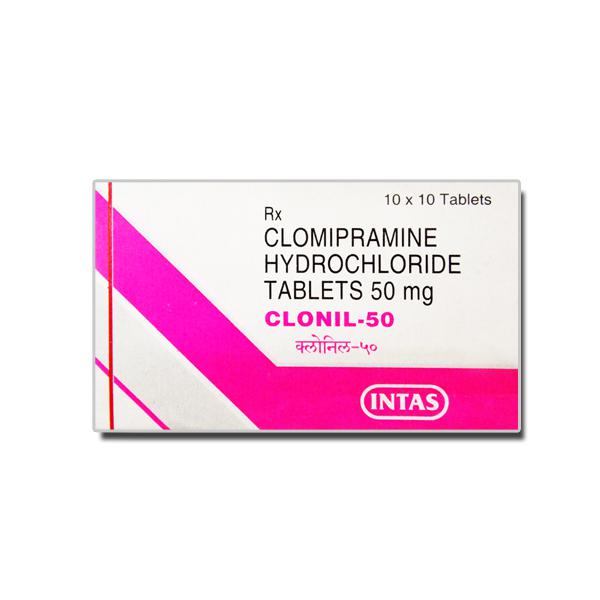 10 x 10 Tablets
Rx
CLOMIPRAMINE
HYDROCHLORIDE
TABLETS 50 mg
CLONIL-50
क्लोनिल-५०
INTAS